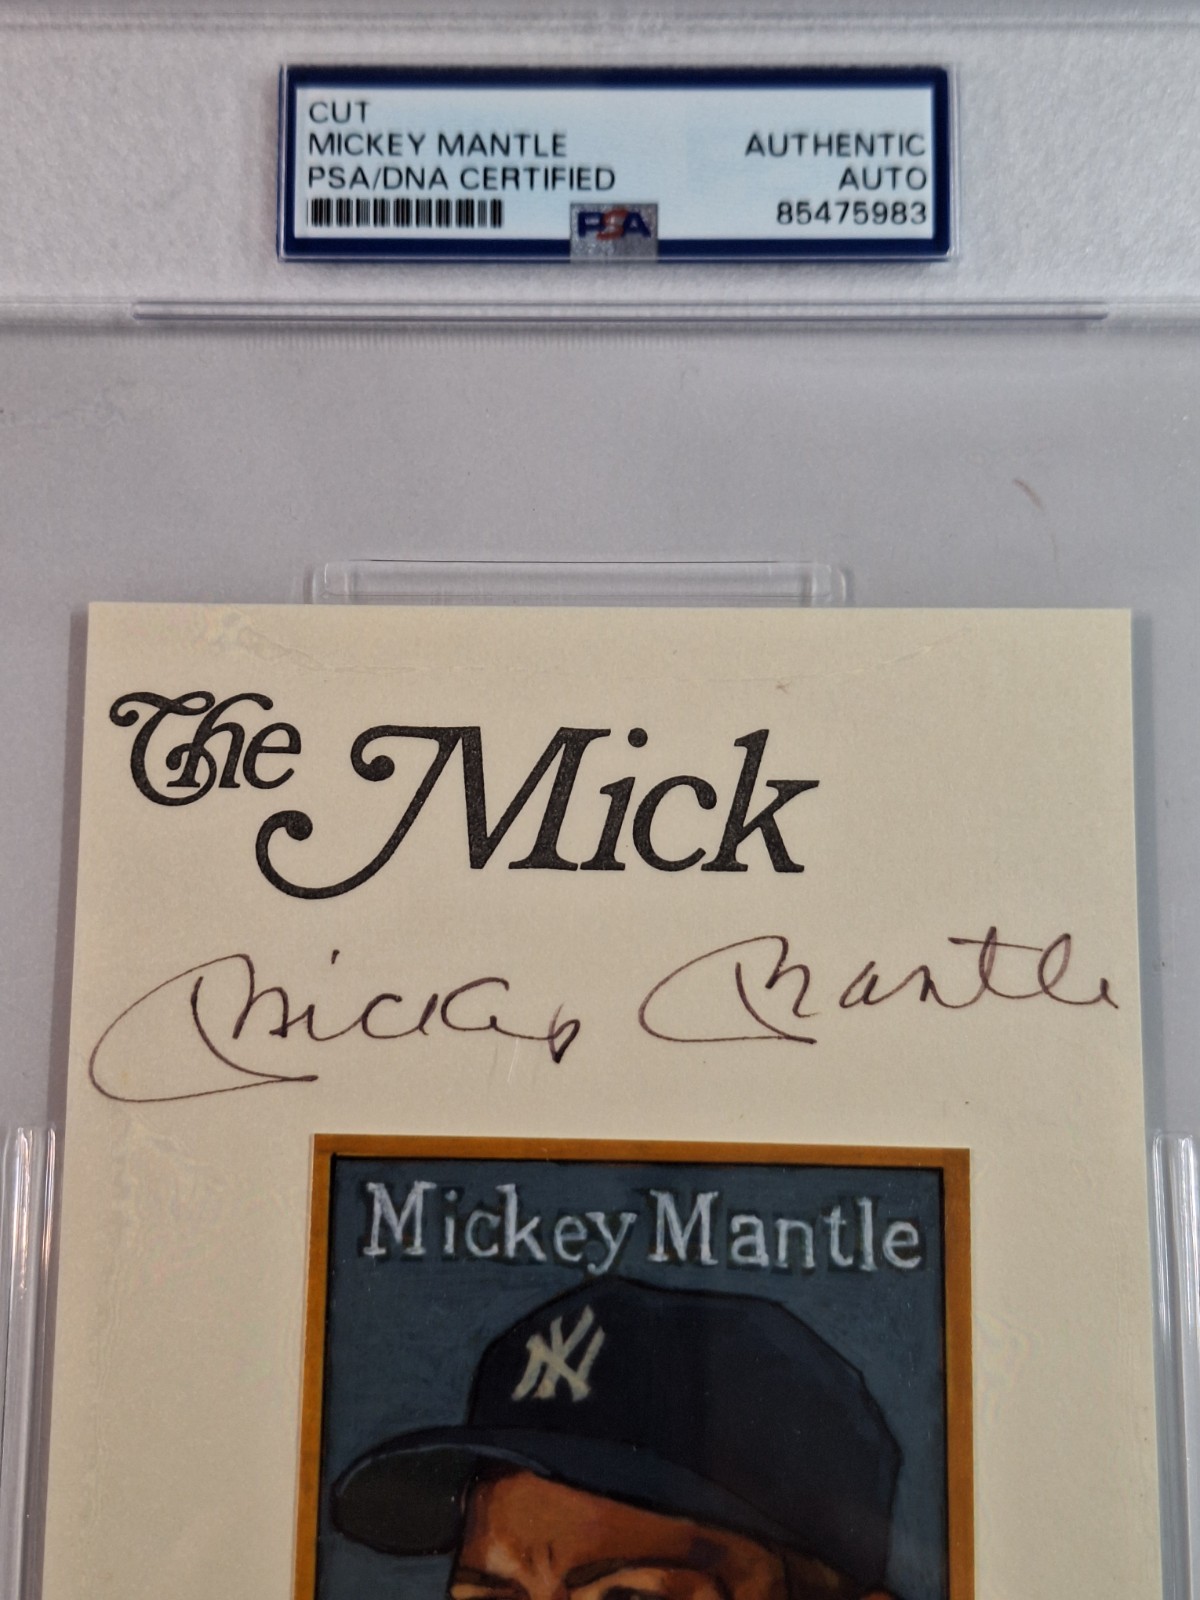 CUT
MICKEY MANTLE
PSA/DNA CERTIFIED
AUTHENTIC
AUTO
85475983
PSA
The Mick
Mickey Mantle
Mickey Mantle
NY